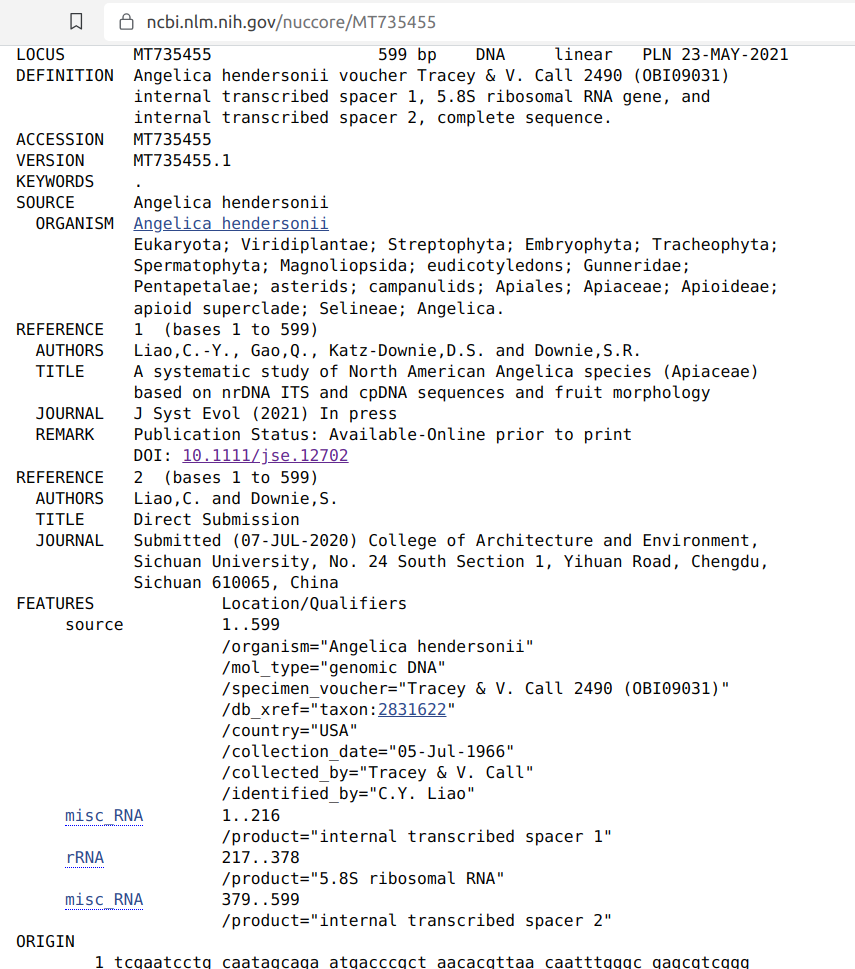 ncbi.nlm.nih.gov/nuccore/MT735455
LOCUS       MT735455                 599 bp    DNA     linear   PLN 23-MAY-2021
DEFINITION  Angelica hendersonii voucher Tracey & V. Call 2490 (OBI09031)
            internal transcribed spacer 1, 5.8S ribosomal RNA gene, and
            internal transcribed spacer 2, complete sequence.
ACCESSION   MT735455
VERSION     MT735455.1
KEYWORDS    .
SOURCE      Angelica hendersonii
  ORGANISM  Angelica hendersonii
            Eukaryota; Viridiplantae; Streptophyta; Embryophyta; Tracheophyta;
            Spermatophyta; Magnoliopsida; eudicotyledons; Gunneridae;
            Pentapetalae; asterids; campanulids; Apiales; Apiaceae; Apioideae;
            apioid superclade; Selineae; Angelica.
REFERENCE   1  (bases 1 to 599)
  AUTHORS   Liao,C.-Y., Gao,Q., Katz-Downie,D.S. and Downie,S.R.
  TITLE     A systematic study of North American Angelica species (Apiaceae)
            based on nrDNA ITS and cpDNA sequences and fruit morphology
  JOURNAL   J Syst Evol (2021) In press
  REMARK    Publication Status: Available-Online prior to print
            DOI: 10.1111/jse.12702
REFERENCE   2  (bases 1 to 599)
  AUTHORS   Liao,C. and Downie,S.
  TITLE     Direct Submission
  JOURNAL   Submitted (07-JUL-2020) College of Architecture and Environment,
            Sichuan University, No. 24 South Section 1, Yihuan Road, Chengdu,
            Sichuan 610065, China
FEATURES             Location/Qualifiers
     source          1..599
                     /organism="Angelica hendersonii"
                     /mol_type="genomic DNA"
                     /specimen_voucher="Tracey & V. Call 2490 (OBI09031)"
                     /db_xref="taxon:2831622"
                     /country="USA"
                     /collection_date="05-Jul-1966"
                     /collected_by="Tracey & V. Call"
                     /identified_by="C.Y. Liao"
     misc_RNA        1..216
                     /product="internal transcribed spacer 1"
     rRNA            217..378
                     /product="5.8S ribosomal RNA"
     misc_RNA        379..599
                     /product="internal transcribed spacer 2"
ORIGIN
        1 tcgaatcctg caatagcaga atgacccgct aacacgttaa caatttgggc gagcgtcggg